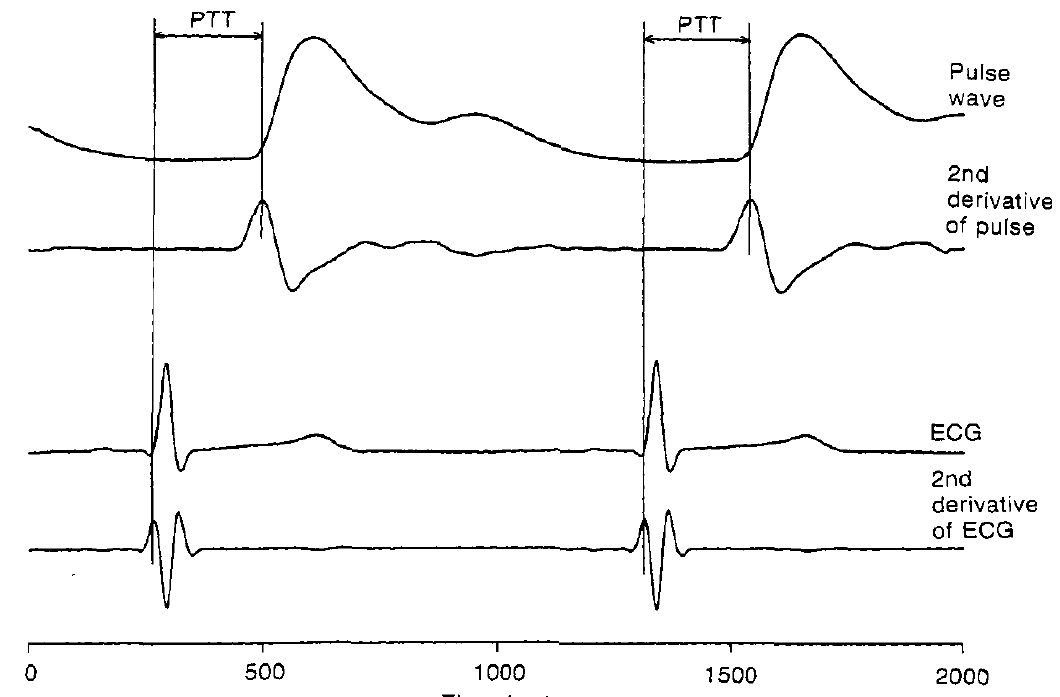 PTT
PTT
Pulse
wave
2nd
derivative
of pulse
ECG
2nd
derivative
of ECG
0 500 1000 1500 2000